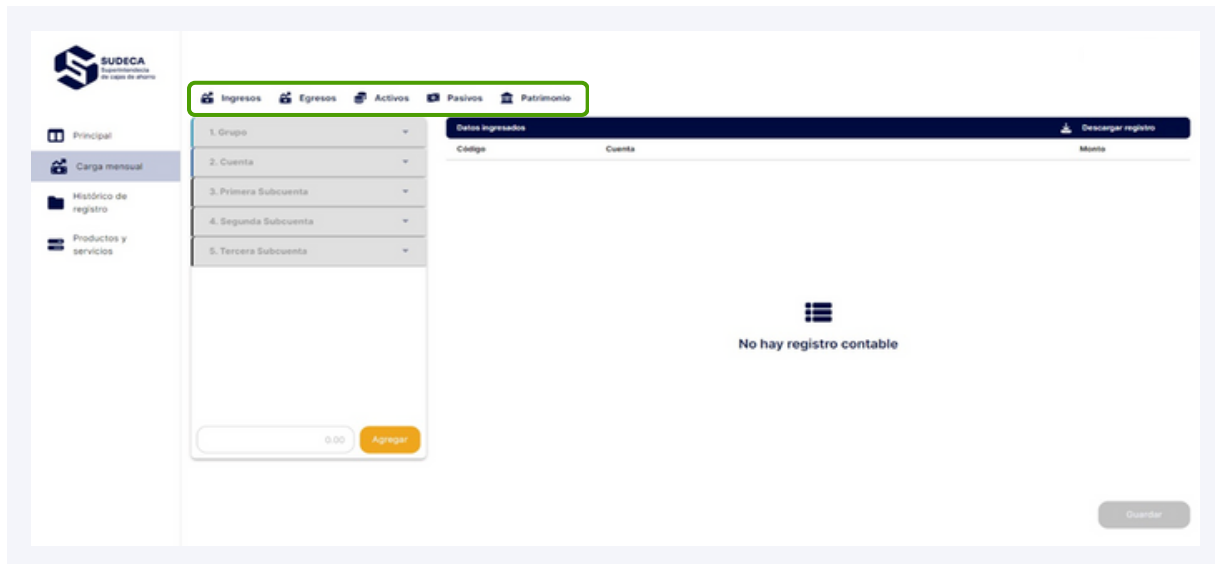 SUDECA
Superintendencia
de cajas de ahorro
Ingresos Egresos Activos Pasivos Patrimonio
Principal
Carga mensual
Histórico de
registro
Productos y
servicios
1. Grupo
2. Cuenta
3. Primera Subcuenta
4. Segunda Subcuenta
5. Tercera Subcuenta
0.00 Agregar
Datos ingresados Descargar registro
Código Cuenta Monto
No hay registro contable
Guardar